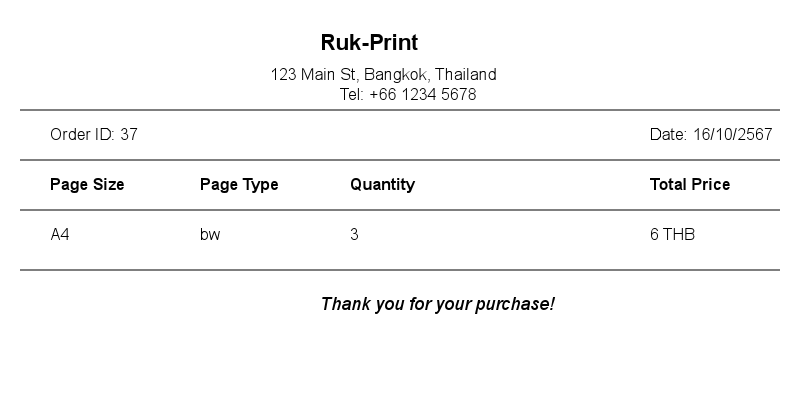 Ruk-Print
123 Main St, Bangkok, Thailand
Tel: +66 1234 5678
Order ID: 37 Date: 16/10/2567
Page Size Page Type Quantity Total Price
A4 bw 3 6 THB
Thank you for your purchase!